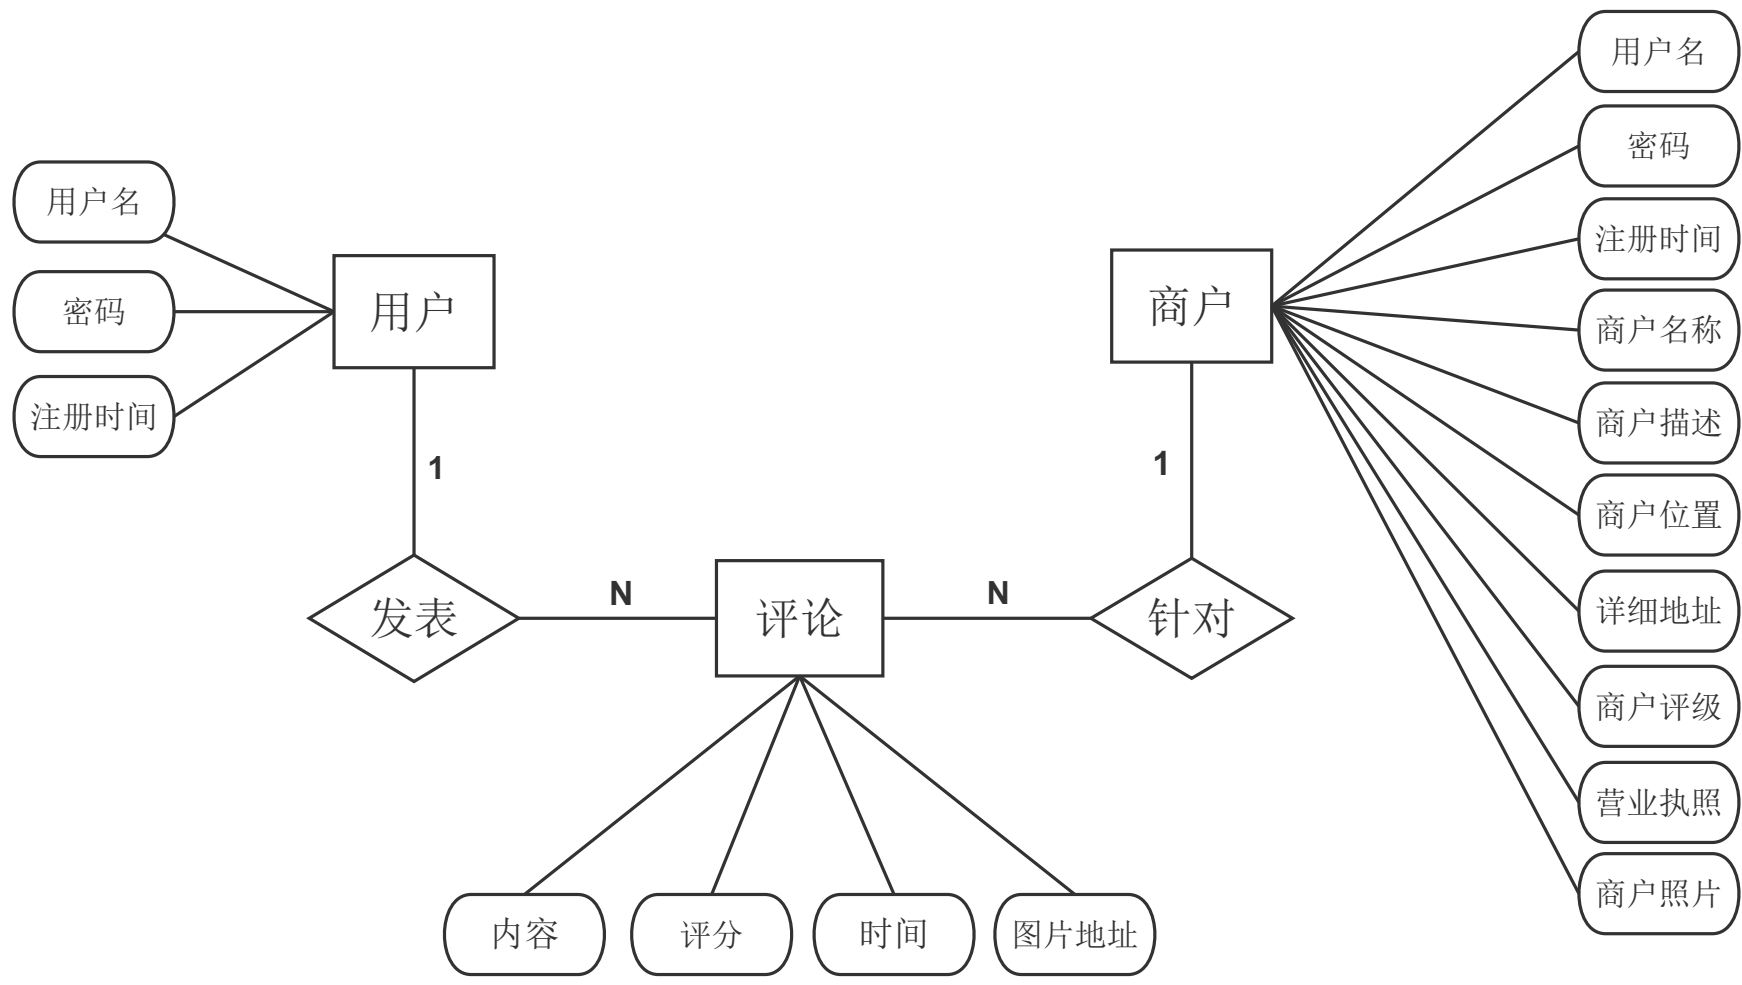 用户名
密码
注册时间
用户
1
发表
N
评论
N
针对
1
商户
用户名
密码
注册时间
商户名称
商户描述
商户位置
详细地址
商户评级
营业执照
商户照片
内容
评分
时间
图片地址